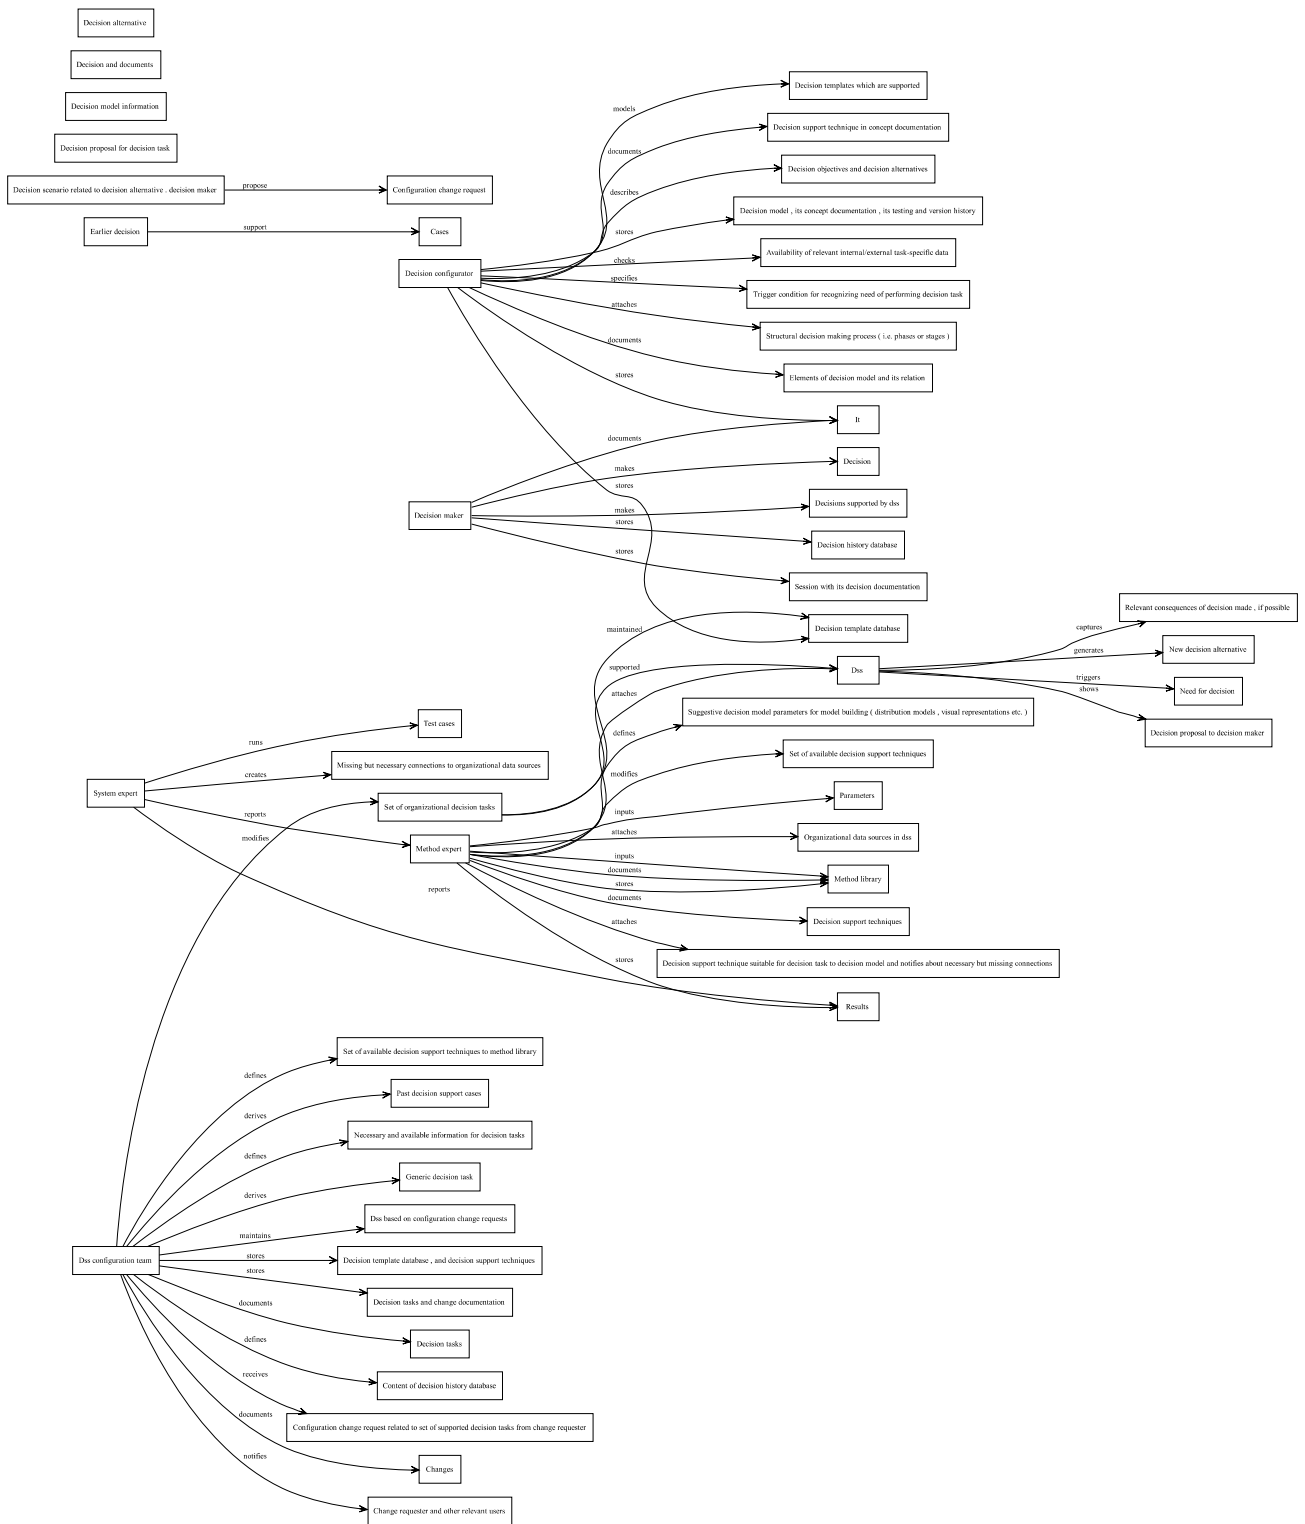 Decision alternative
Decision and documents
Decision model information
Decision proposal for decision task
Decision scenario related to decision alternative . decision maker
propose
Configuration change request
Earlier decision
support
Cases
Decision configurator
models
Decision templates which are supported
documents
Decision support technique in concept documentation
describes
Decision objectives and decision alternatives
stores
Decision model , its concept documentation , its testing and version history
checks
Availability of relevant internal/external task-specific data
specifies
Trigger condition for recognizing need of performing decision task
attaches
Structural decision making process ( i.e. phases or stages )
documents
Elements of decision model and its relation
stores
It
documents
Decision maker
makes
Decision
stores
makes
Decisions supported by dss
stores
Decision history database
stores
Session with its decision documentation
maintained
Decision template database
supported
Dss
captures
Relevant consequences of decision made , if possible
generates
New decision alternative
triggers
Need for decision
shows
Decision proposal to decision maker
attaches
defines
Suggestive decision model parameters for model building ( distribution models , visual representations etc. )
modifies
Set of available decision support techniques
System expert
runs
Test cases
creates
Missing but necessary connections to organizational data sources
reports
Set of organizational decision tasks
modifies
Method expert
inputs
Parameters
attaches
Organizational data sources in dss
inputs
documents
stores
Method library
documents
Decision support techniques
reports
attaches
Decision support technique suitable for decision task to decision model and notifies about necessary but missing connections
stores
Results
Dss configuration team
defines
Set of available decision support techniques to method library
derives
Past decision support cases
defines
Necessary and available information for decision tasks
derives
Generic decision task
maintains
Dss based on configuration change requests
stores
Decision template database , and decision support techniques
stores
Decision tasks and change documentation
documents
Decision tasks
defines
Content of decision history database
receives
Configuration change request related to set of supported decision tasks from change requester
documents
Changes
notifies
Change requester and other relevant users